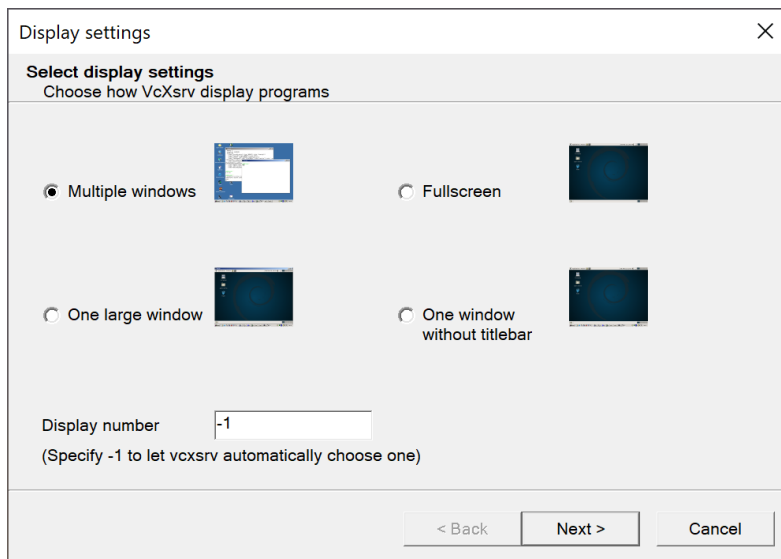 Display settings
Select display settings
Choose how VcXsrv display programs
Multiple windows
Fullscreen
One large window
One window
without titlebar
Display number
-1
(Specify -1 to let vcxsrv automatically choose one)
< Back
Next >
Cancel